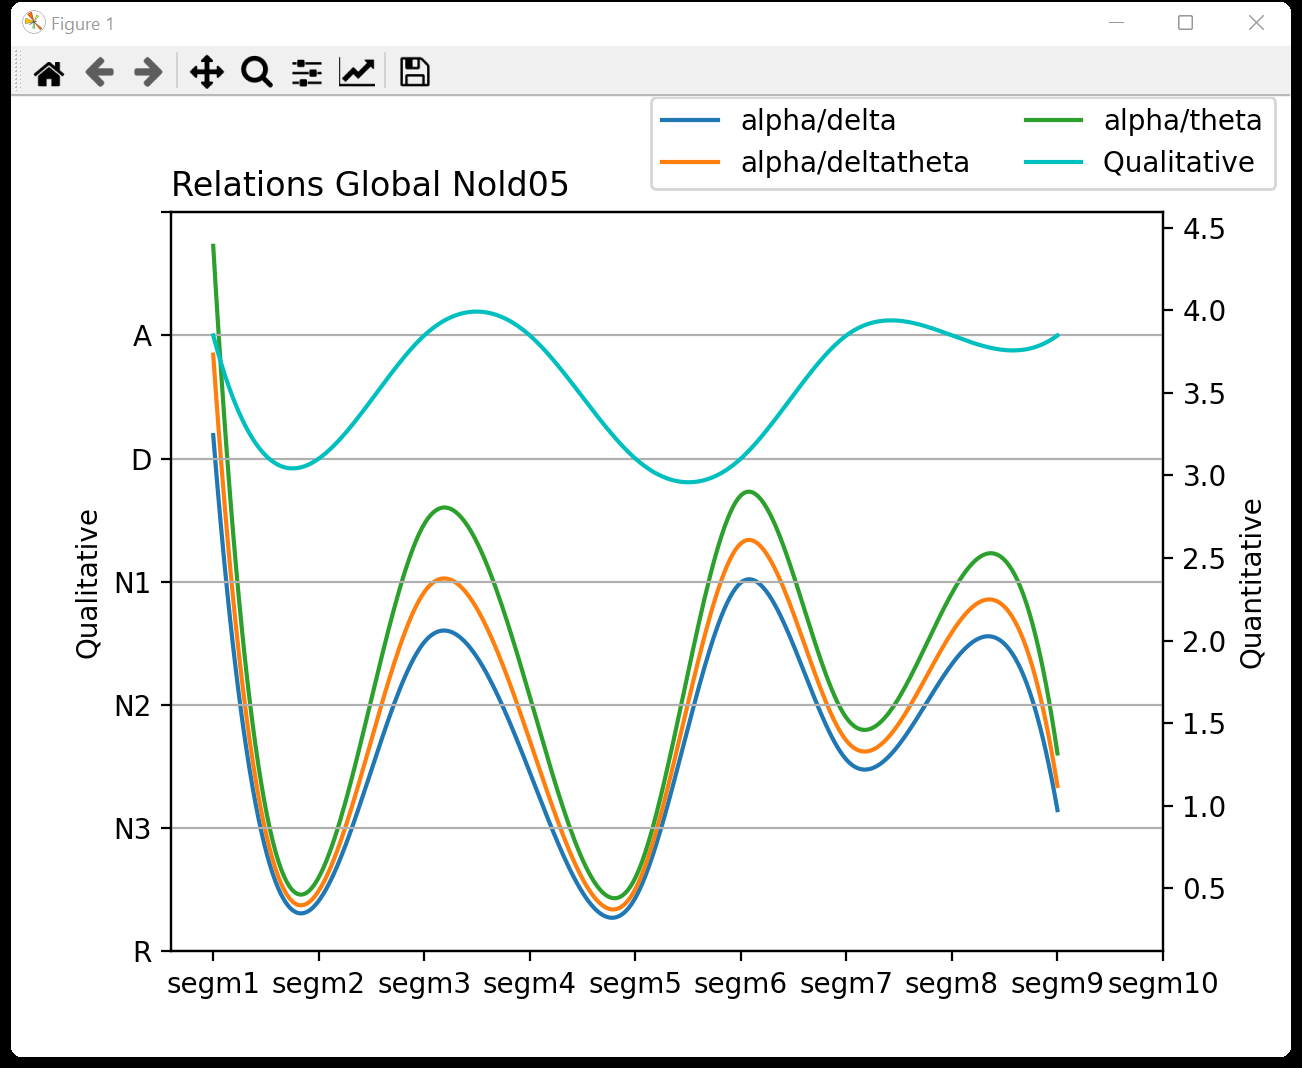 Figure 1
alpha/delta
alpha/deltatheta
alpha/theta
Qualitative
Relations Global Nold05
Qualitative
A
D
N1
N2
N3
R
4.5
4.0
3.5
3.0
2.5
2.0
1.5
1.0
0.5
Quantitative
segm1 segm2 segm3 segm4 segm5 segm6 segm7 segm8 segm9 segm10